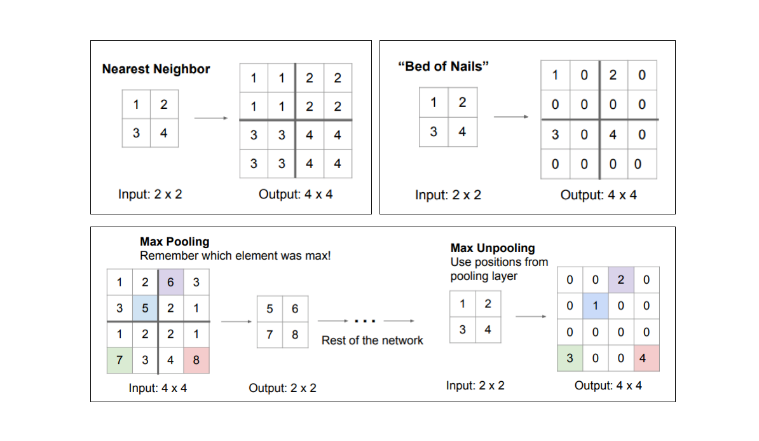 Nearest Neighbor
1 2
3 4
1 1 2 2
1 1 2 2
3 3 4 4
3 3 4 4
Input: 2 x 2
Output: 4 x 4
“Bed of Nails”
1 2
3 4
1 0 2 0
0 0 0 0
3 0 4 0
0 0 0 0
Input: 2 x 2
Output: 4 x 4
Max Pooling
Remember which element was max!
1 2 6 3
3 5 2 1
1 2 2 1
7 3 4 8
Input: 4 x 4
5 6
7 8
Output: 2 x 2
...
Rest of the network
Max Unpooling
Use positions from
pooling layer
1 2
3 4
Input: 2 x 2
0 0 2 0
0 1 0 0
0 0 0 0
3 0 0 4
Output: 4 x 4